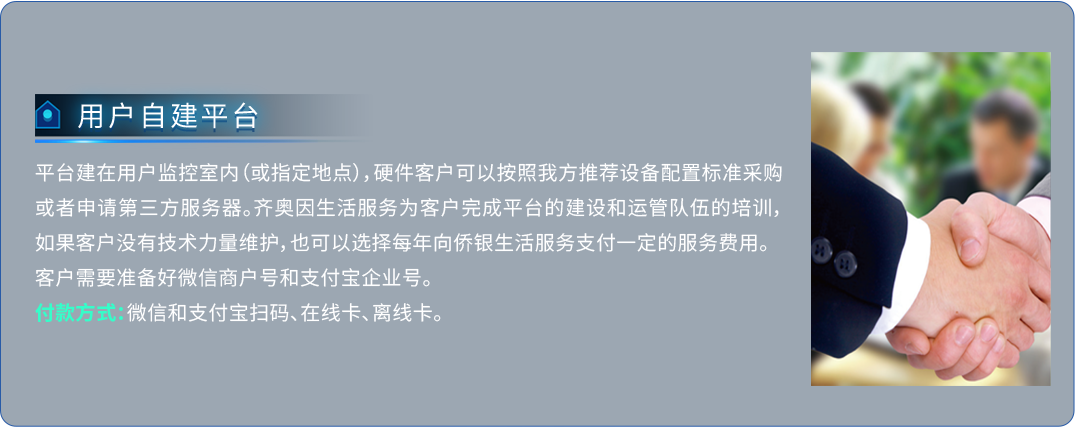 用户自建平台
平台建在用户监控室内(或指定地点),硬件客户可以按照我方推荐设备配置标准采购
或者申请第三方服务器。齐奥因生活服务为客户完成平台的建设和运管队伍的培训,
如果客户没有技术力量维护,也可以选择每年向侨银生活服务支付一定的服务费用。
客户需要准备好微信商户号和支付宝企业号。
付款方式:微信和支付宝扫码、在线卡、离线卡。